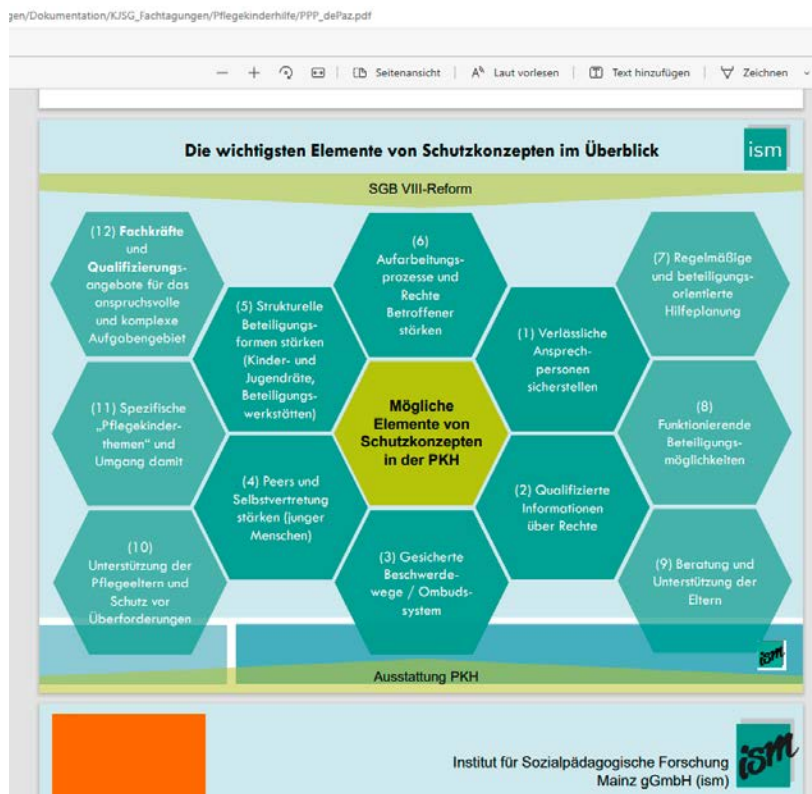 gen/Dokumentation/KJSG_Fachtagungen/Pflegekinderhilfe/PPP_dePaz.pdf
Seitenansicht
Laut vorlesen
Text hinzufügen
Zeichnen
Die wichtigsten Elemente von Schutzkonzepten im Überblick
ism
SGB VIII-Reform
(12) Fachkräfte
und
Qualifizierungs-
angebote für das
anspruchsvolle
und komplexe
Aufgabengebiet
(6)
Aufarbeitungs-
prozesse und
Rechte
Betroffener
stärken
(7) Regelmäßige
und beteiligungs-
orientierte
Hilfeplanung
(5) Strukturelle
Beteiligungs-
formen stärken
(Kinder- und
Jugendräte,
Beteiligungs-
werkstätten)
(1) Verlässliche
Ansprech-
personen
sicherstellen
(11) Spezifische
„Pflegekinder-
themen“ und
Umgang damit
Mögliche
Elemente von
Schutzkonzepten
in der PKH
(8)
Funktionierende
Beteiligungs-
möglichkeiten
(4) Peers und
Selbstvertretung
stärken (junger
Menschen)
(2) Qualifizierte
Informationen
über Rechte
(10)
Unterstützung der
Pflegeeltern und
Schutz vor
Überforderungen
(3) Gesicherte
Beschwerde-
wege / Ombuds-
system
(9) Beratung und
Unterstützung der
Eltern
ism
Ausstattung PKH
Institut für Sozialpädagogische Forschung
Mainz gGmbH (ism)
ism